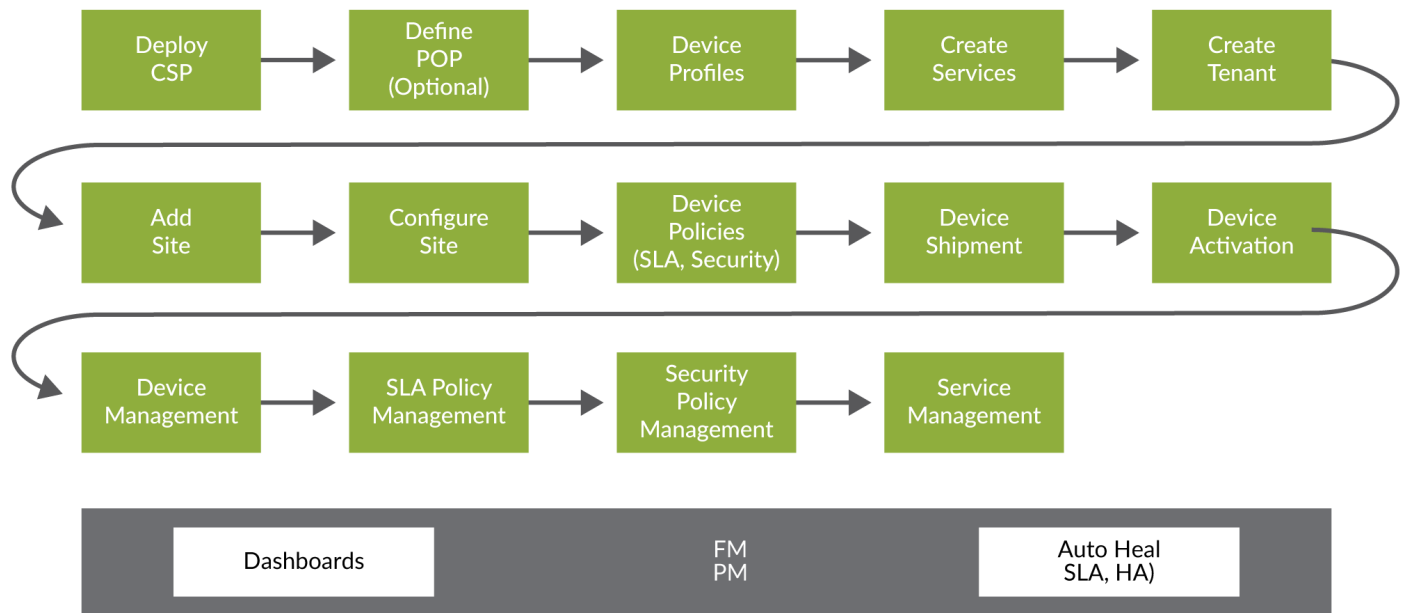 Deploy
CSP
Define
POP
(Optional)
Device
Profiles
Create
Services
Create
Tenant
Add
Site
Configure
Site
Device
Policies
(SLA, Security)
Device
Shipment
Device
Activation
Device
Management
SLA Policy
Management
Security
Policy
Management
Service
Management
Dashboards
FM
PM
Auto Heal
SLA, HA)